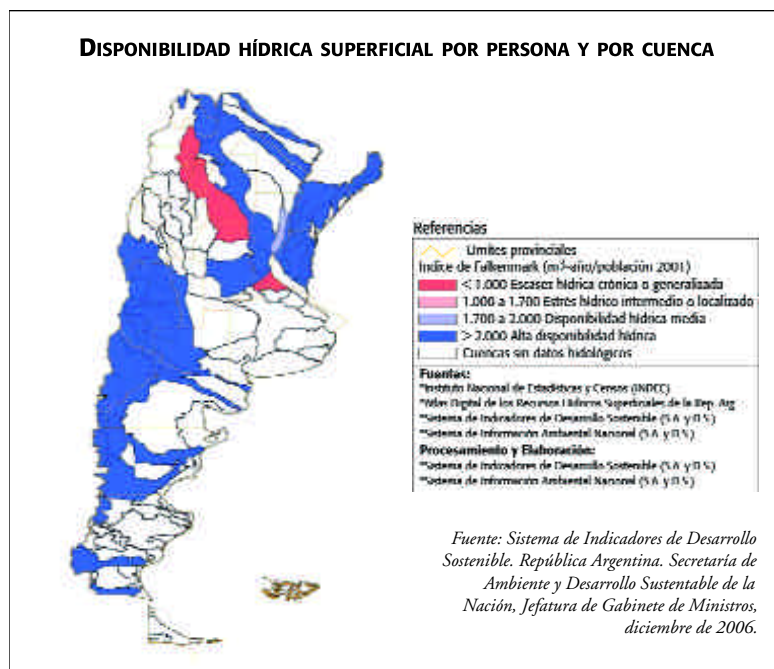 DISPONIBILIDAD HÍDRICA SUPERFICIAL POR PERSONA Y POR CUENCA
Referencias
Límites provinciales
Indice de Falkenmark (m³-año/población 2001)
< 1.000 Escasez hídrica crónica o generalizada
1.000 a 1.700 Estrés hídrico intermedio o localizado
1.700 a 2.000 Disponibilidad hídrica media
> 2.000 Alta disponibilidad hídrica
Cuencas sin datos hidológicos
Fuentes:
*Instituto Nacional de Estadísticas y Censos (INDEC)
*Atlas Digital de los Recursos Hídricos Superficiales de la Rep. Arg
*Sistema de Indicadores de Desarrollo Sostenible (S.A. y D.S.)
*Sistema de Información Ambiental Nacional (S.A. y D.S.)
Procesamiento y Elaboración:
*Sistema de Indicadores de Desarrollo Sostenible (S.A. y D.S.)
*Sistema de Información Ambiental Nacional (S.A. y D.S.)
Fuente: Sistema de Indicadores de Desarrollo
Sostenible. República Argentina. Secretaría de
Ambiente y Desarrollo Sustentable de la
Nación, Jefatura de Gabinete de Ministros,
diciembre de 2006.